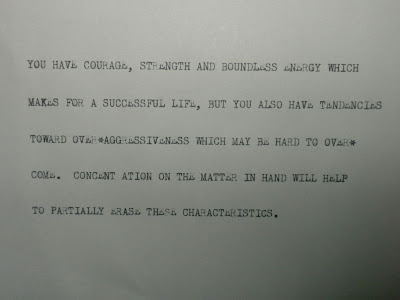 YOU HAVE COURAGE, STRENGTH AND BOUNDLESS ENERGY WHICH
MAKES FOR A SUCCESSFUL LIFE, BUT YOU ALSO HAVE TENDENCIES
TOWARD OVER*AGGRESSIVENESS WHICH MAY BE HARD TO OVER*
COME. CONCENT ATION ON THE MATTER IN HAND WILL HELP
TO PARTIALLY ERASE THESE CHARACTERISTICS.